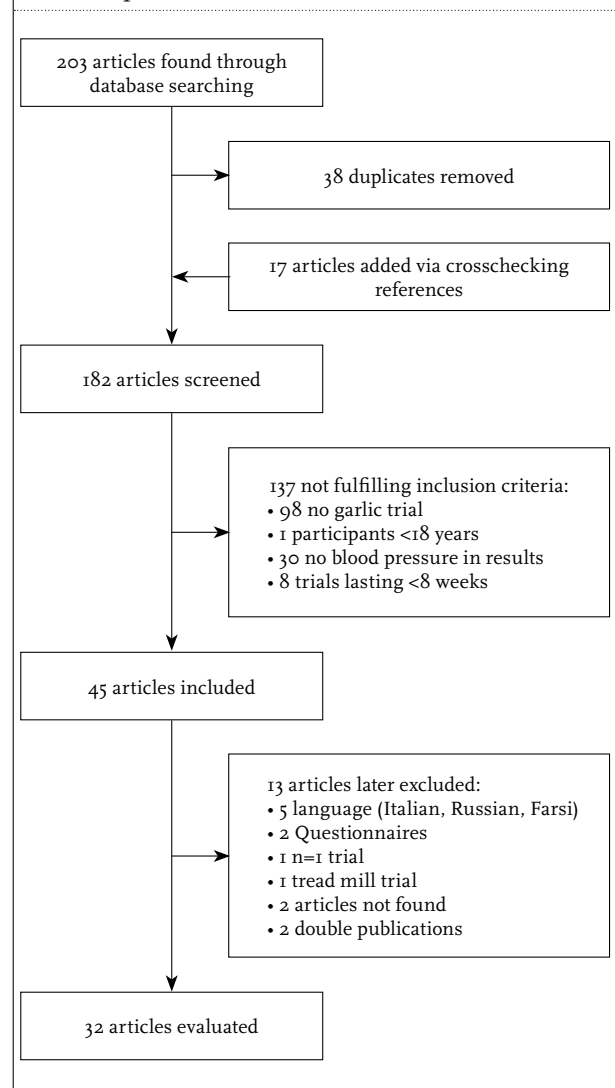 203 articles found through
database searching
38 duplicates removed
17 articles added via crosschecking
references
182 articles screened
137 not fulfilling inclusion criteria:
• 98 no garlic trial
• 1 participants <18 years
• 30 no blood pressure in results
• 8 trials lasting <8 weeks
45 articles included
13 articles later excluded:
• 5 language (Italian, Russian, Farsi)
• 2 Questionnaires
• 1 n=1 trial
• 1 tread mill trial
• 2 articles not found
• 2 double publications
32 articles evaluated